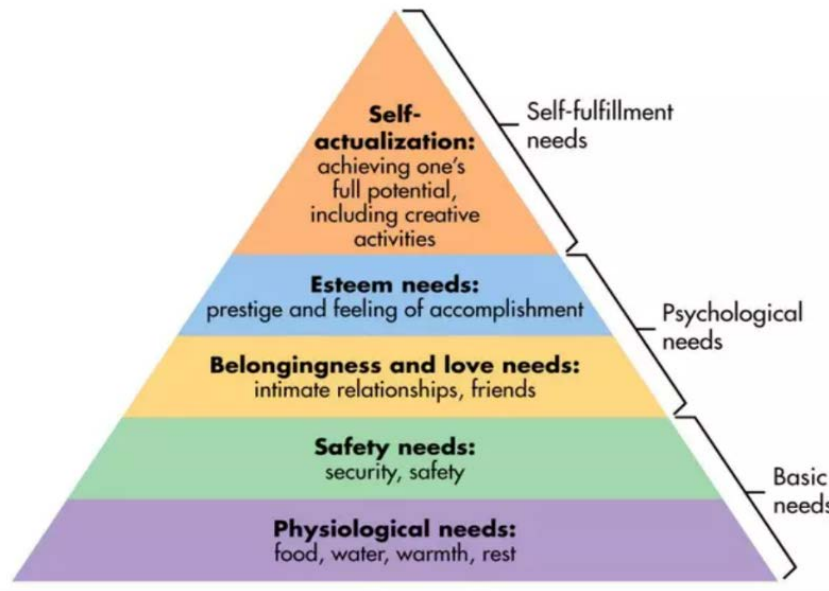 Self-
actualization:
achieving one's
full potential,
including creative
activities
Self-fulfillment
needs
Esteem needs:
prestige and feeling of accomplishment
Psychological
needs
Belongingness and love needs:
intimate relationships, friends
Safety needs:
security, safety
Basic
needs
Physiological needs:
food, water, warmth, rest